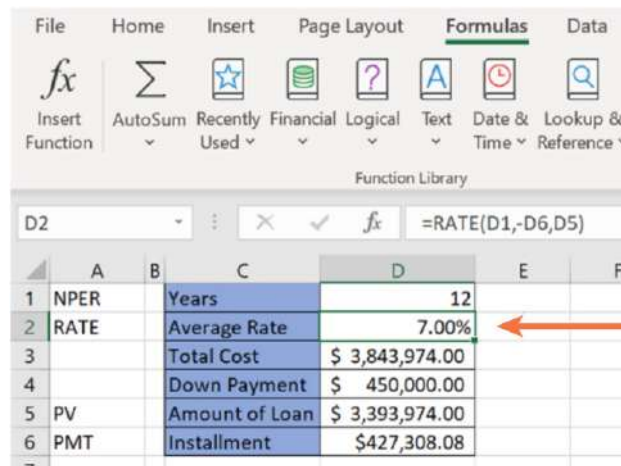 File Home Insert Page Layout Formulas Data
fx Σ ? A
Insert AutoSum Recently Financial Logical Text Date & Lookup &
Function Used Time Reference
Function Library
D2 fx =RATE(D1,-D6,D5)
A B C D E F
1 NPER Years 12
2 RATE Average Rate 7.00%
3 Total Cost $ 3,843,974.00
4 Down Payment $ 450,000.00
5 PV Amount of Loan $ 3,393,974.00
6 PMT Installment $427,308.08